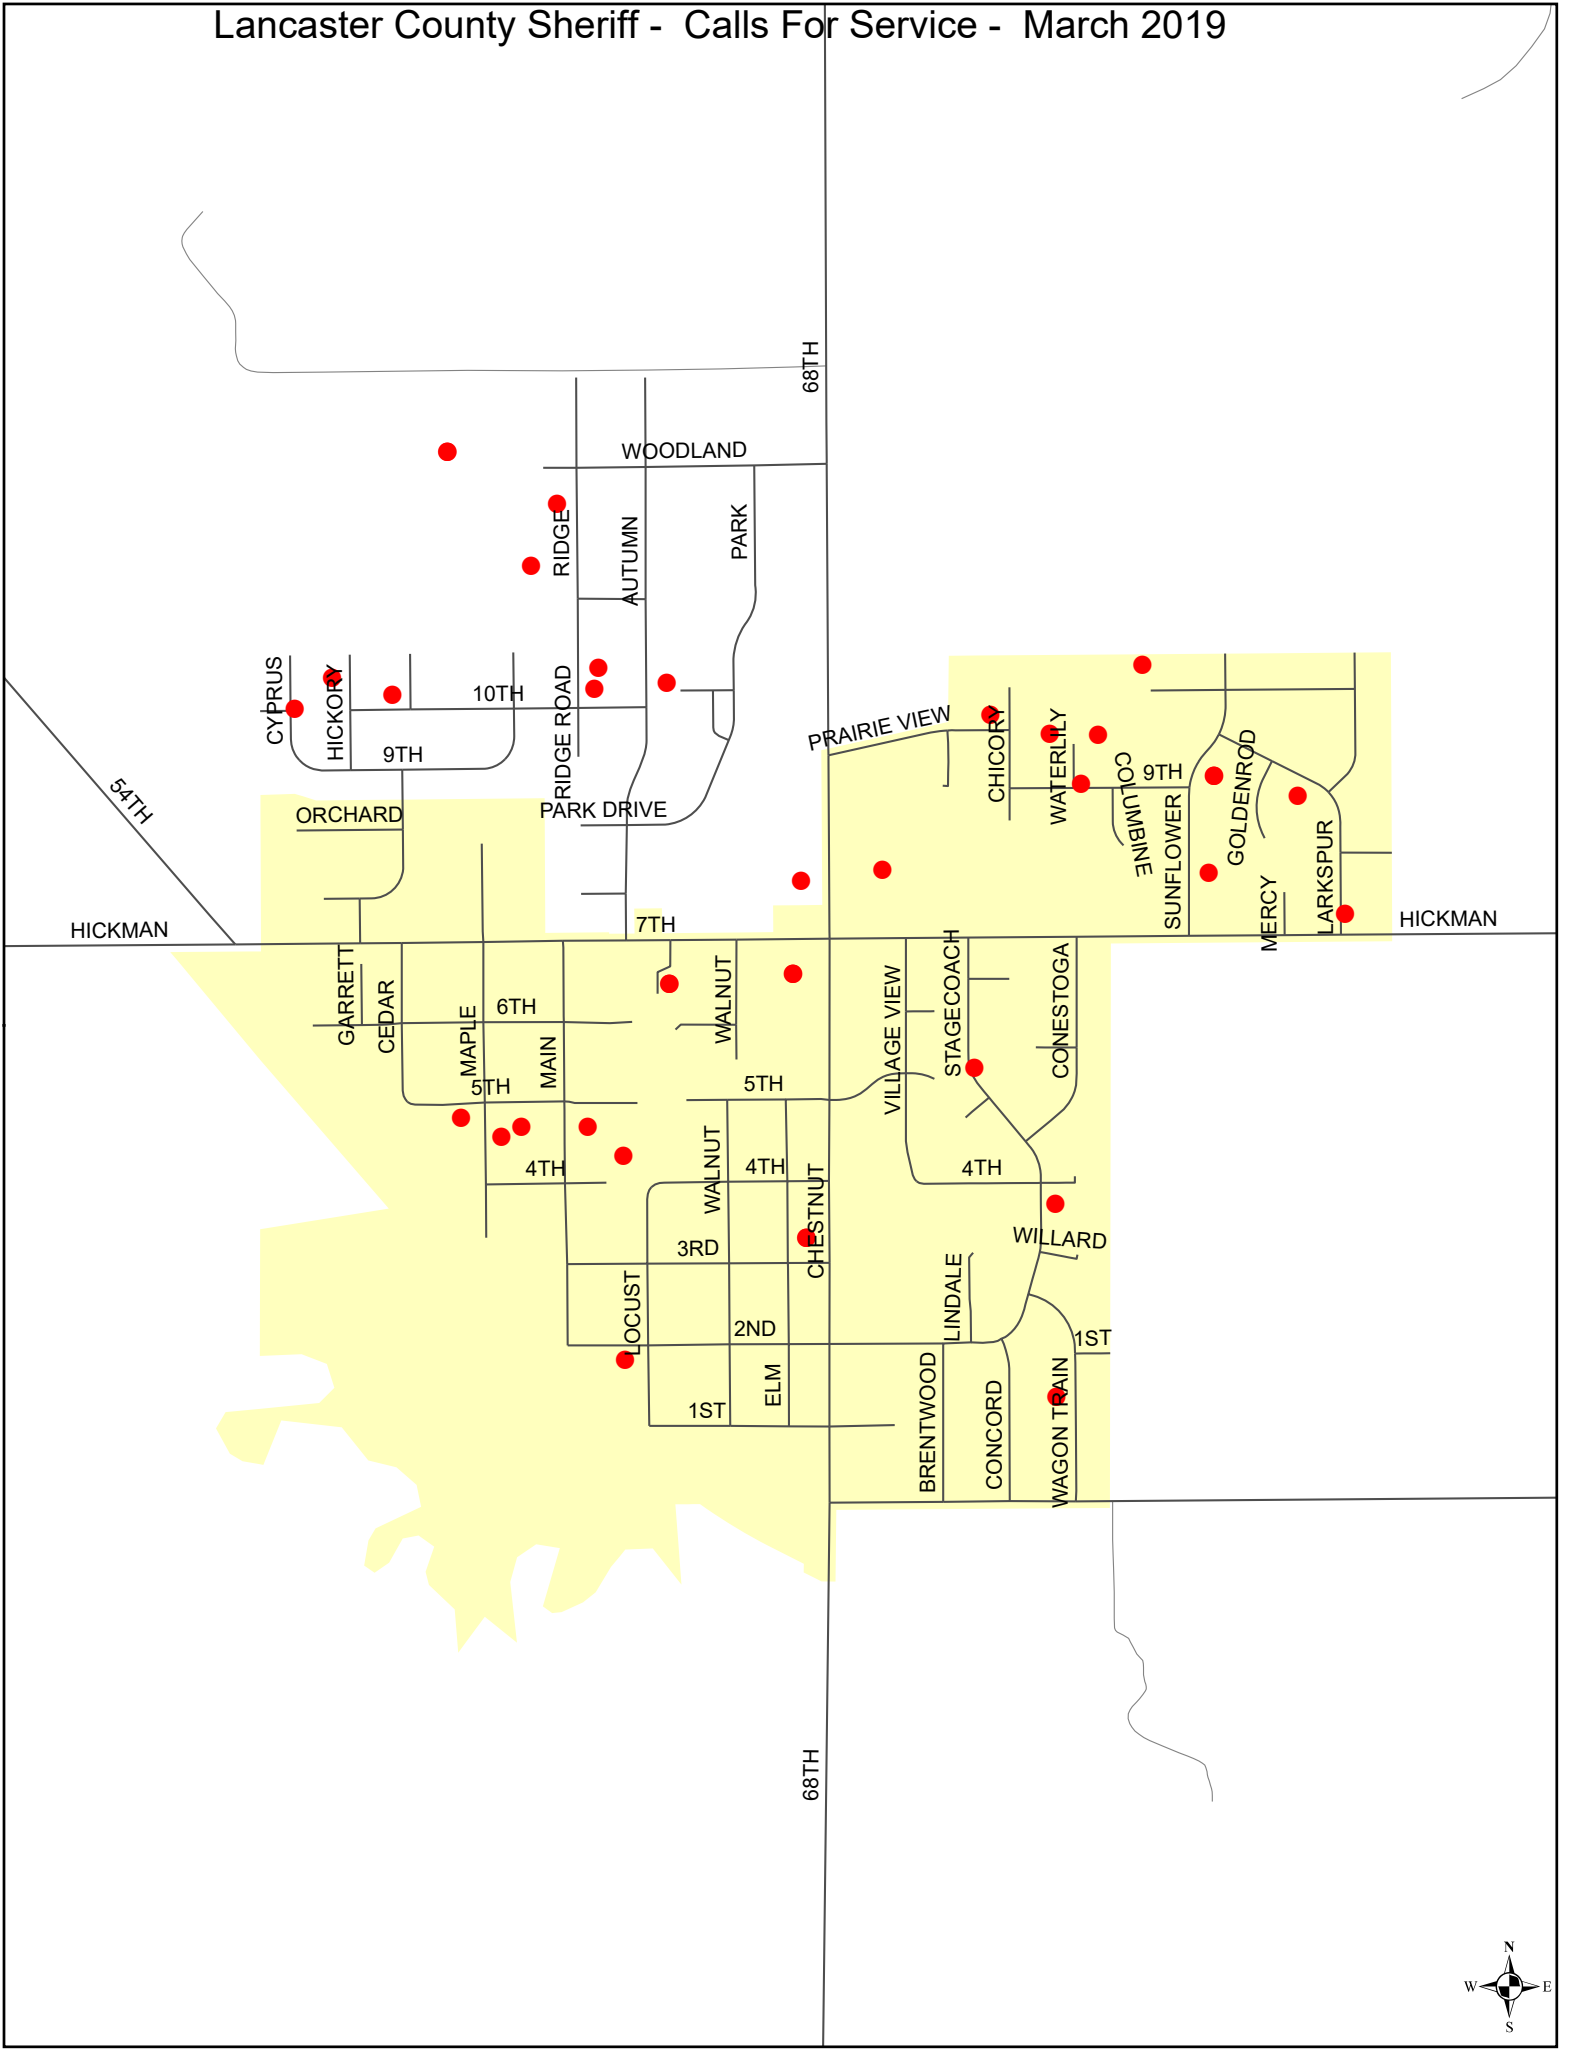 Lancaster County Sheriff -  Calls For Service -  March 2019
68TH
WOODLAND
RIDGE
AUTUMN
PARK
CYPRUS
HICKORY
10TH
RIDGE ROAD
9TH
PARK DRIVE
ORCHARD
54TH
PRAIRIE VIEW
CHICORY
WATERLILY
COLUMBINE
9TH
SUNFLOWER
GOLDENROD
MERCY
LARKSPUR
HICKMAN
7TH
HICKMAN
GARRETT
CEDAR
MAPLE
6TH
MAIN
WALNUT
VILLAGE VIEW
STAGECOACH
CONESTOGA
5TH
5TH
4TH
WALNUT
4TH
CHESTNUT
4TH
WILLARD
3RD
LOCUST
2ND
LINDALE
1ST
ELM
1ST
BRENTWOOD
CONCORD
WAGON TRAIN
68TH
N
W
E
S